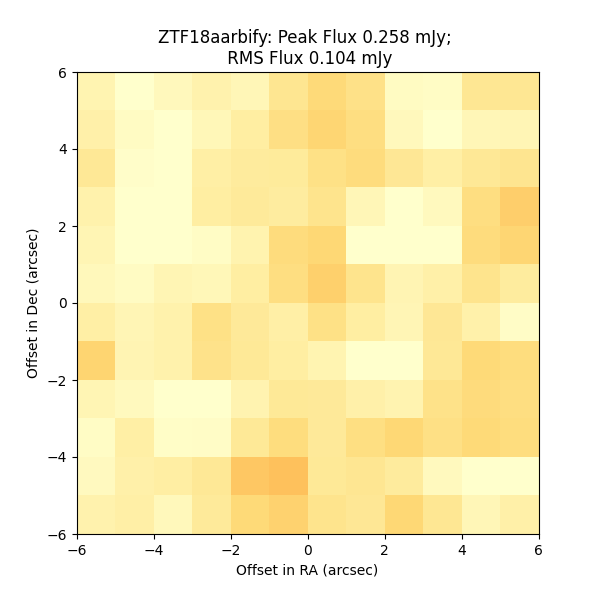 ZTF18aarbify: Peak Flux 0.258 mJy;
RMS Flux 0.104 mJy
6
4
2
0
−2
−4
−6
Offset in Dec (arcsec)
−6 −4 −2 0 2 4 6
Offset in RA (arcsec)